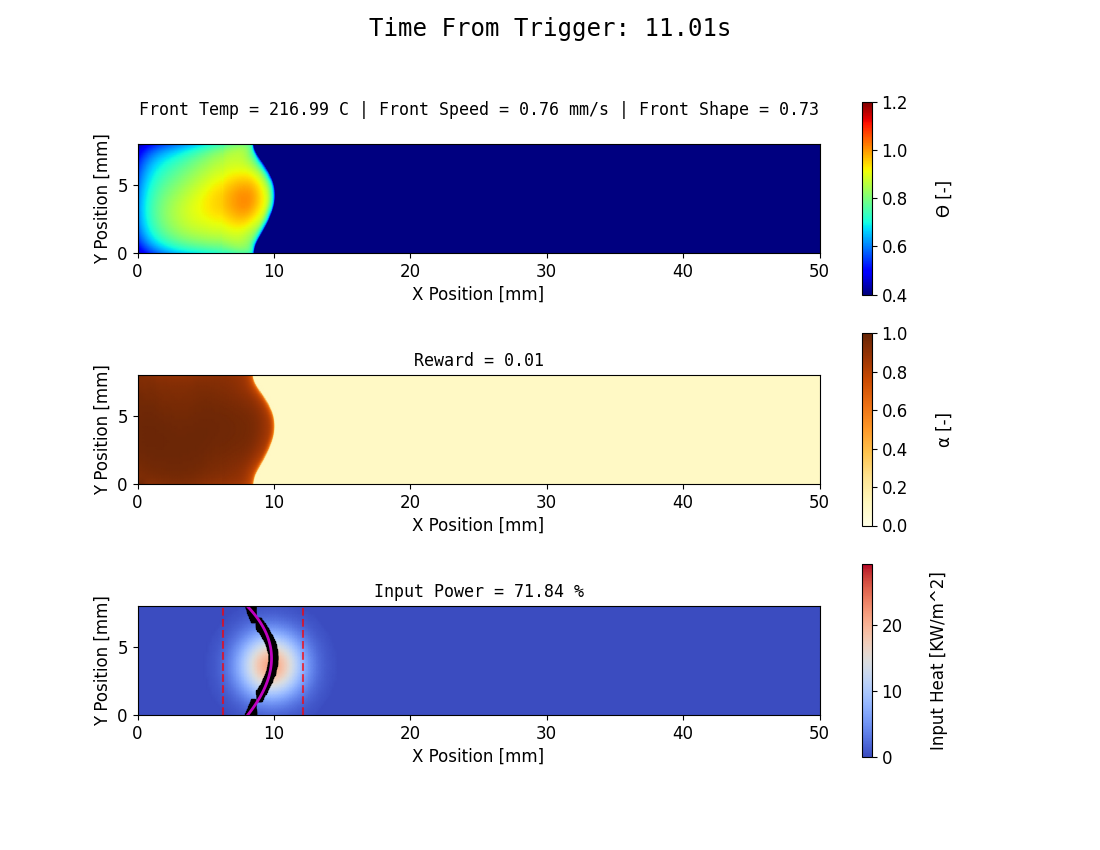 Time From Trigger: 11.01s
Front Temp = 216.99 C | Front Speed = 0.76 mm/s | Front Shape = 0.73
Y Position [mm]
5
0
0 10 20 30 40 50
X Position [mm]
1.2
1.0
0.8
0.6
0.4
Θ [-]
Reward = 0.01
Y Position [mm]
5
0
0 10 20 30 40 50
X Position [mm]
1.0
0.8
0.6
0.4
0.2
0.0
α [-]
Input Power = 71.84 %
Y Position [mm]
5
0
0 10 20 30 40 50
X Position [mm]
20
10
0
Input Heat [KW/m^2]